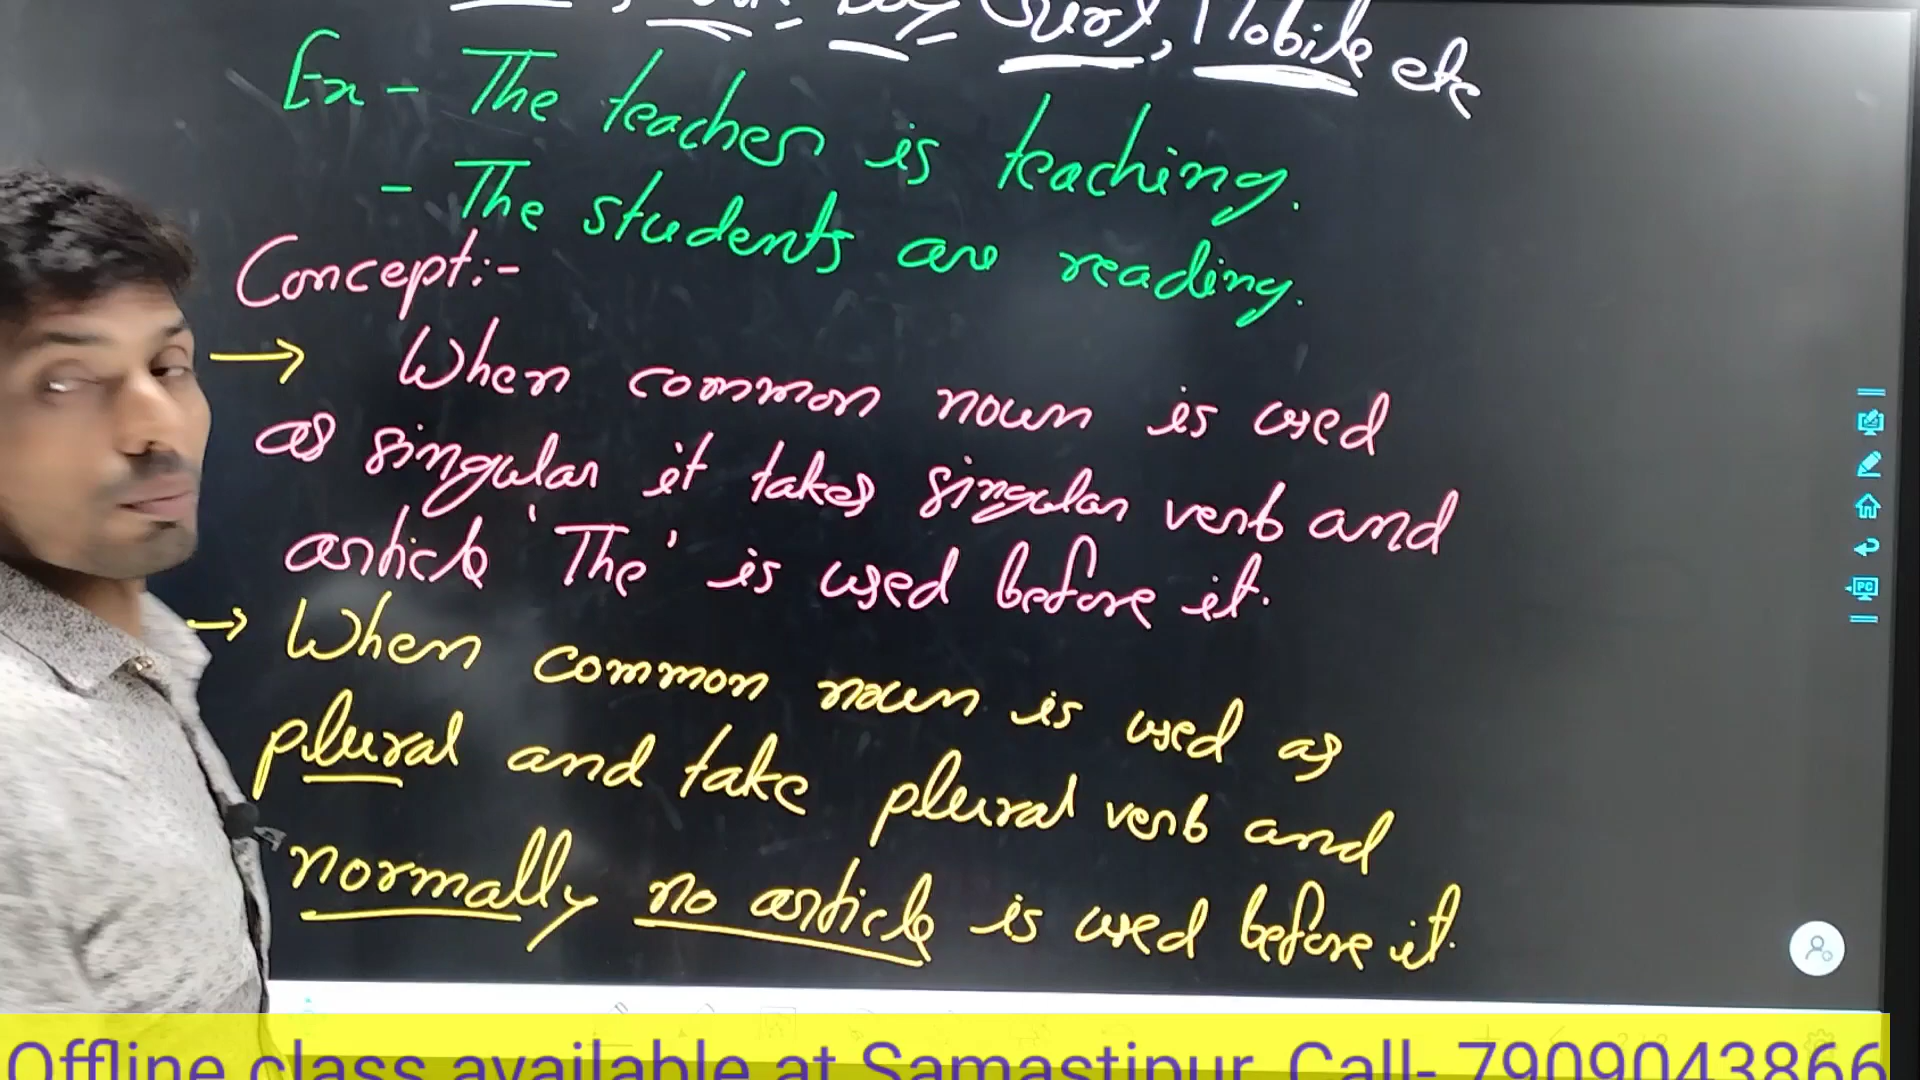 Boy, Girl, Mobile etc
Ex - The teacher is teaching.
- The students are reading.
Concept:-
→ When common noun is used
as singular it takes singular verb and
article 'The' is used before it.
→ When common noun is used as
plural and take plural verb and
normally no article is used before it.
Offline class available at Samastipur, Call- 7909043866